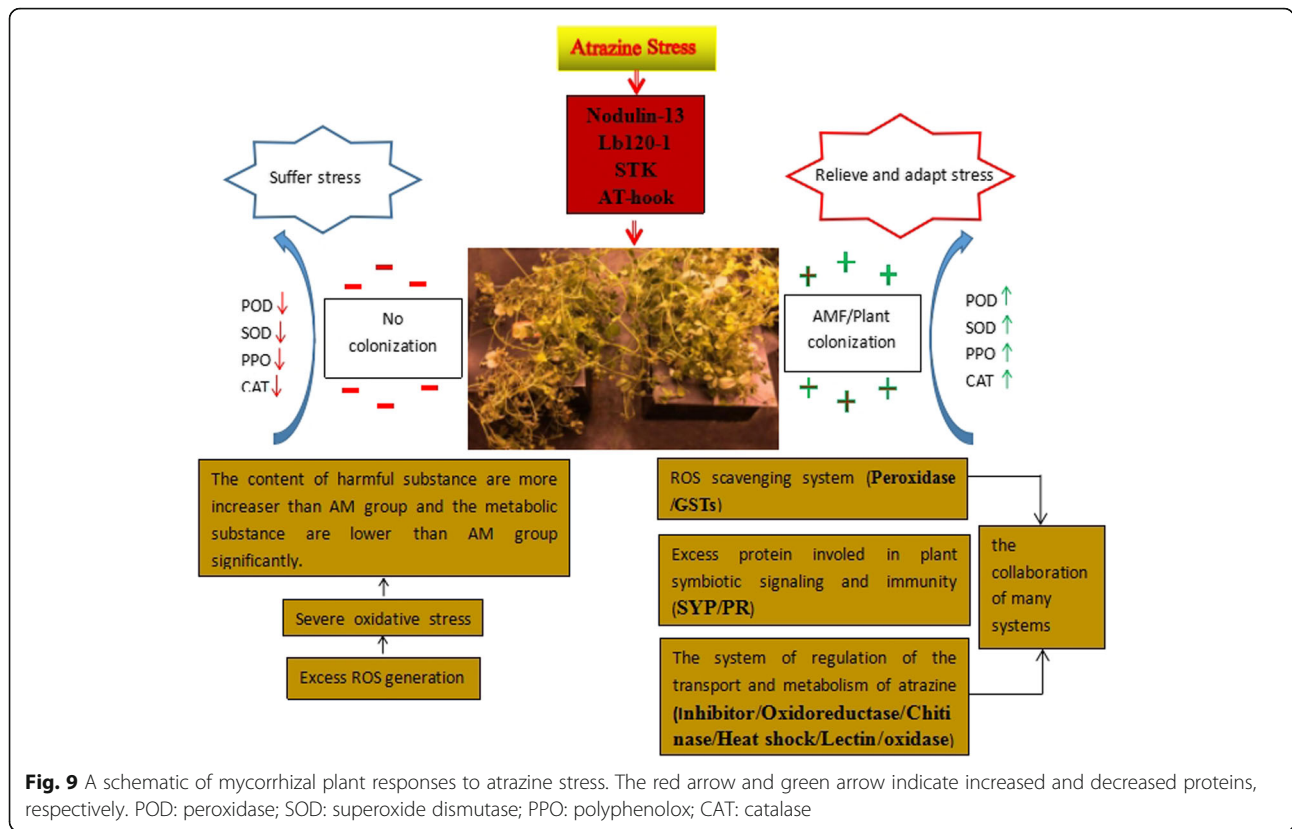 Atrazine Stress
Nodulin-13
Lb120-1
STK
AT-hook
Suffer stress
Relieve and adapt stress
POD ↓
SOD ↓
PPO ↓
CAT ↓
No
colonization
AMF/Plant
colonization
POD ↑
SOD ↑
PPO ↑
CAT ↑
The content of harmful substance are more
increaser than AM group and the metabolic
substance are lower than AM group
significantly.
Severe oxidative stress
Excess ROS generation
ROS scavenging system (Peroxidase
/GSTs)
Excess protein involed in plant
symbiotic signaling and immunity
(SYP/PR)
The system of regulation of the
transport and metabolism of atrazine
(Inhibitor/Oxidoreductase/Chiti
nase/Heat shock/Lectin/oxidase)
the
collaboration
of many
systems
Fig. 9 A schematic of mycorrhizal plant responses to atrazine stress. The red arrow and green arrow indicate increased and decreased proteins,
respectively. POD: peroxidase; SOD: superoxide dismutase; PPO: polyphenolox; CAT: catalase